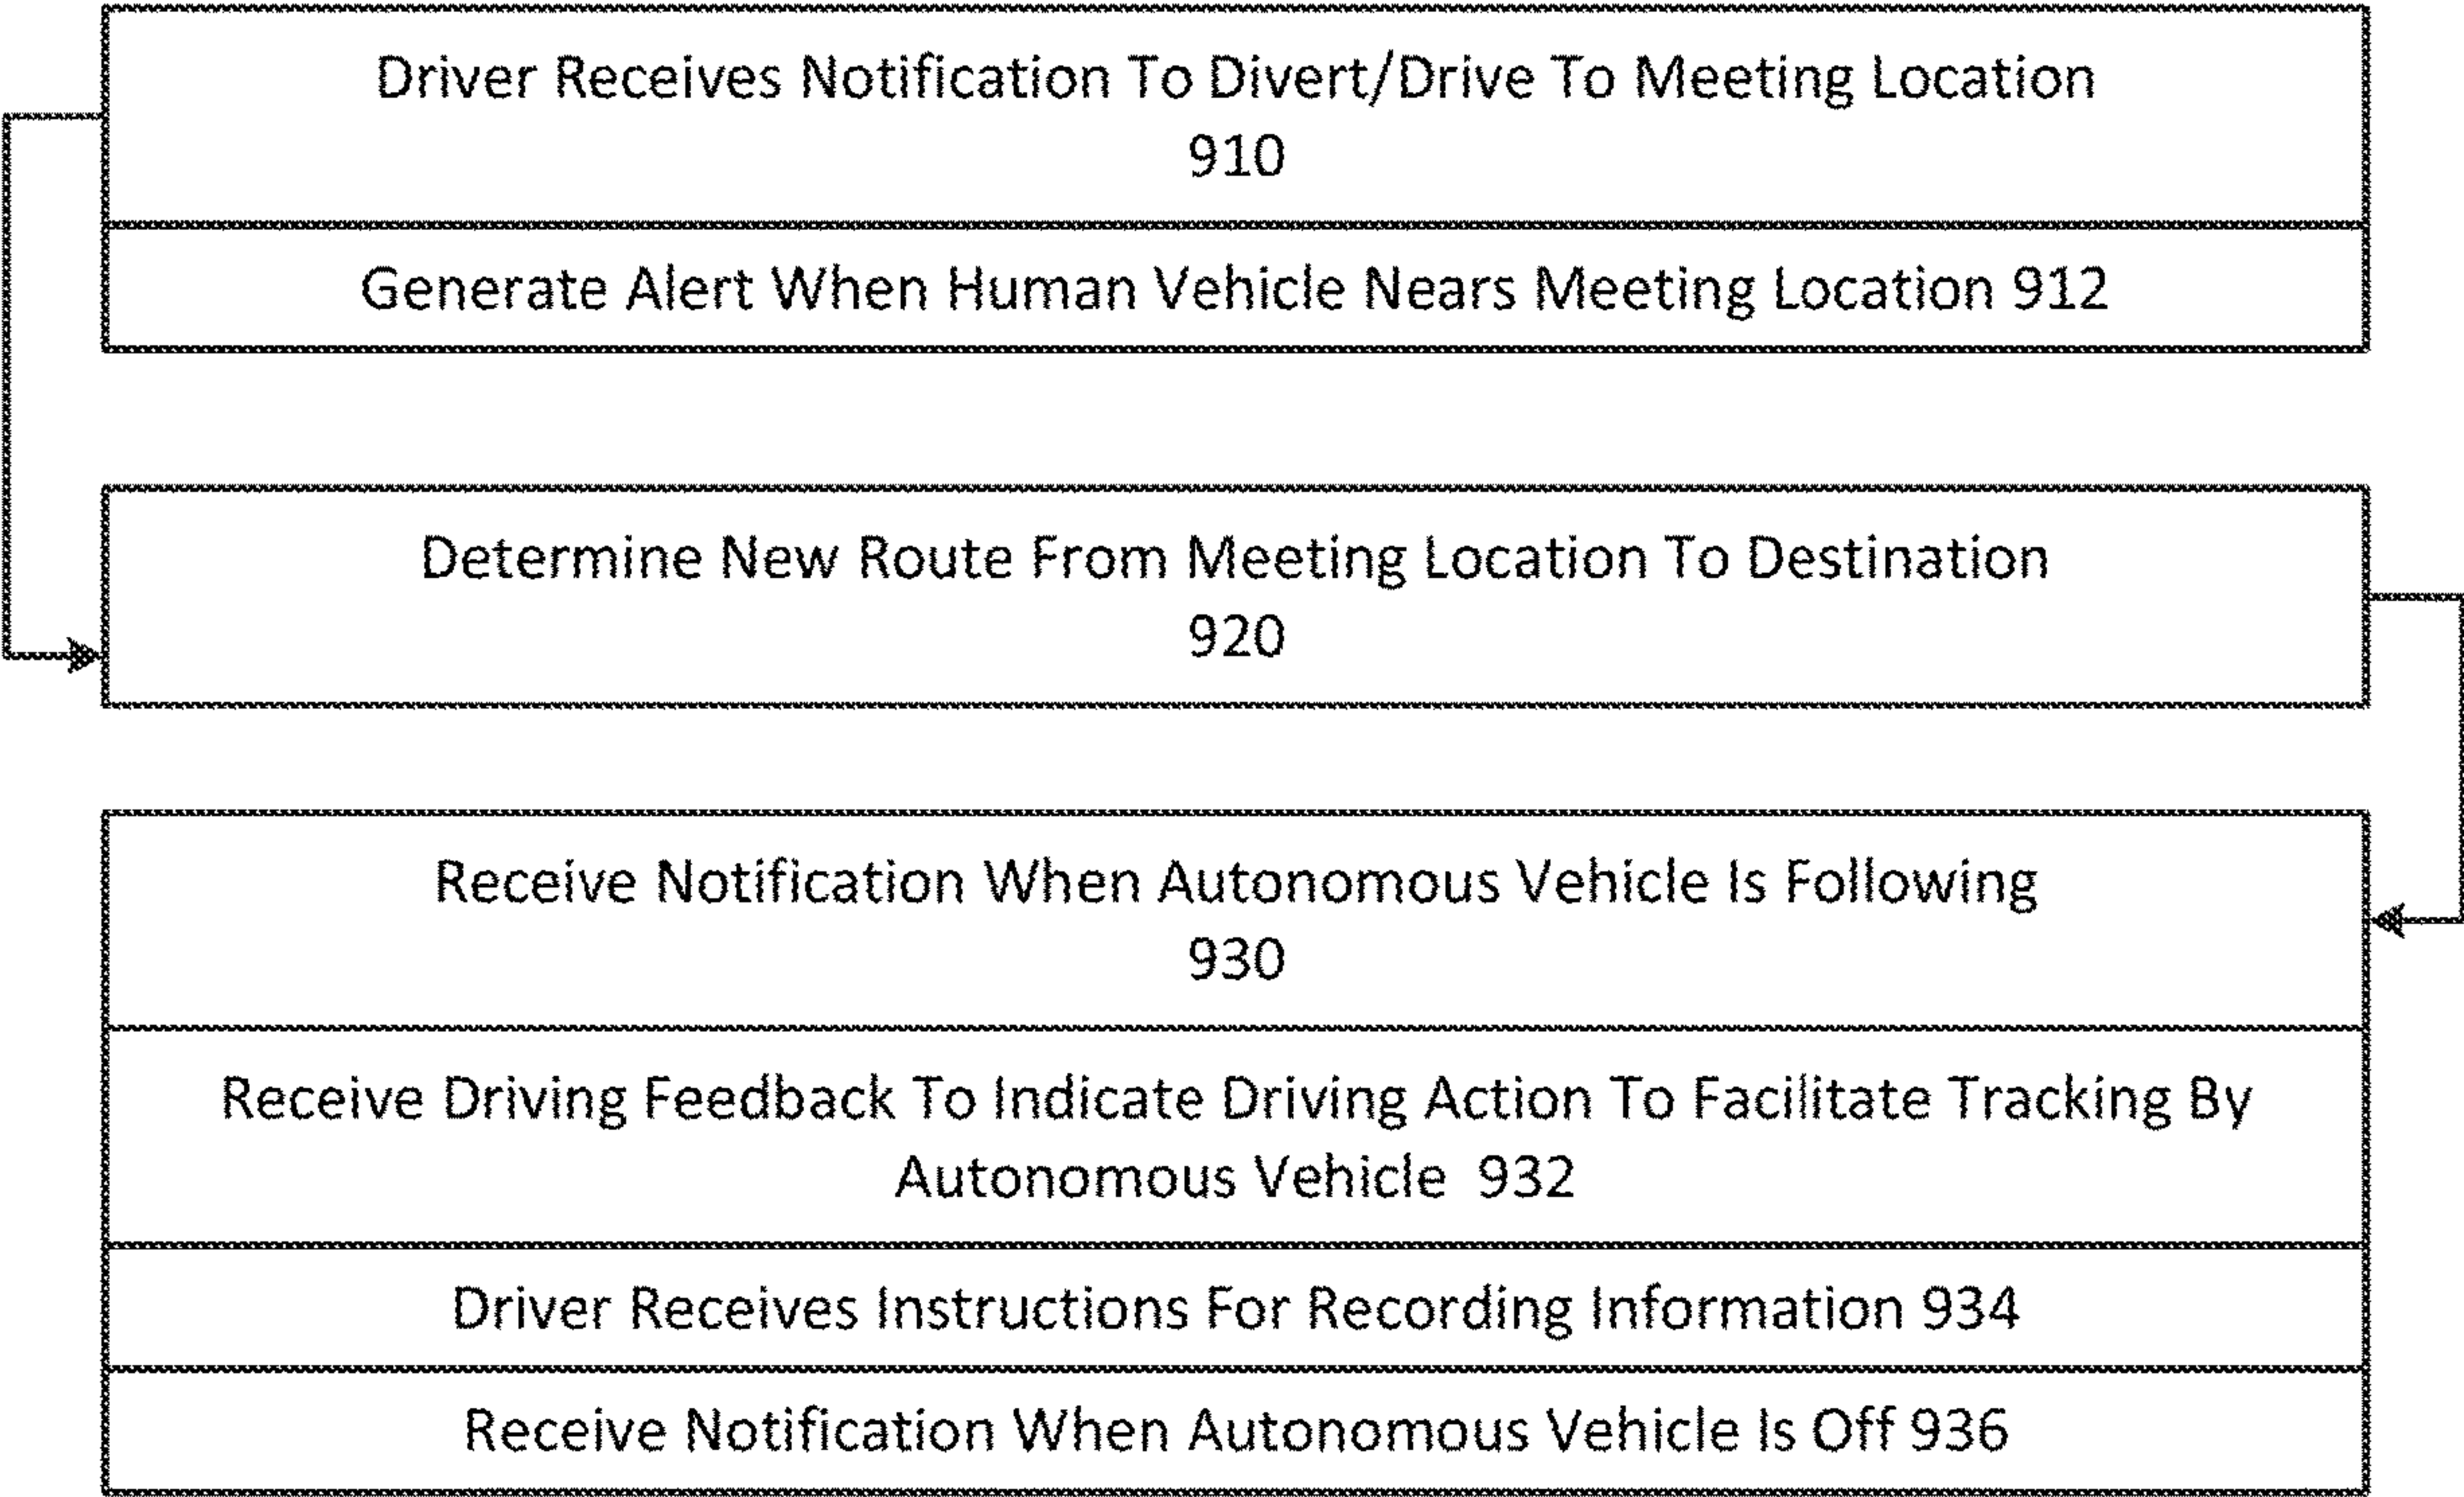 Driver Receives Notification To Divert/Drive To Meeting Location
910
Generate Alert When Human Vehicle Nears Meeting Location 912
Determine New Route From Meeting Location To Destination
920
Receive Notification When Autonomous Vehicle Is Following
930
Receive Driving Feedback To Indicate Driving Action To Facilitate Tracking By
Autonomous Vehicle 932
Driver Receives Instructions For Recording Information 934
Receive Notification When Autonomous Vehicle Is Off 936